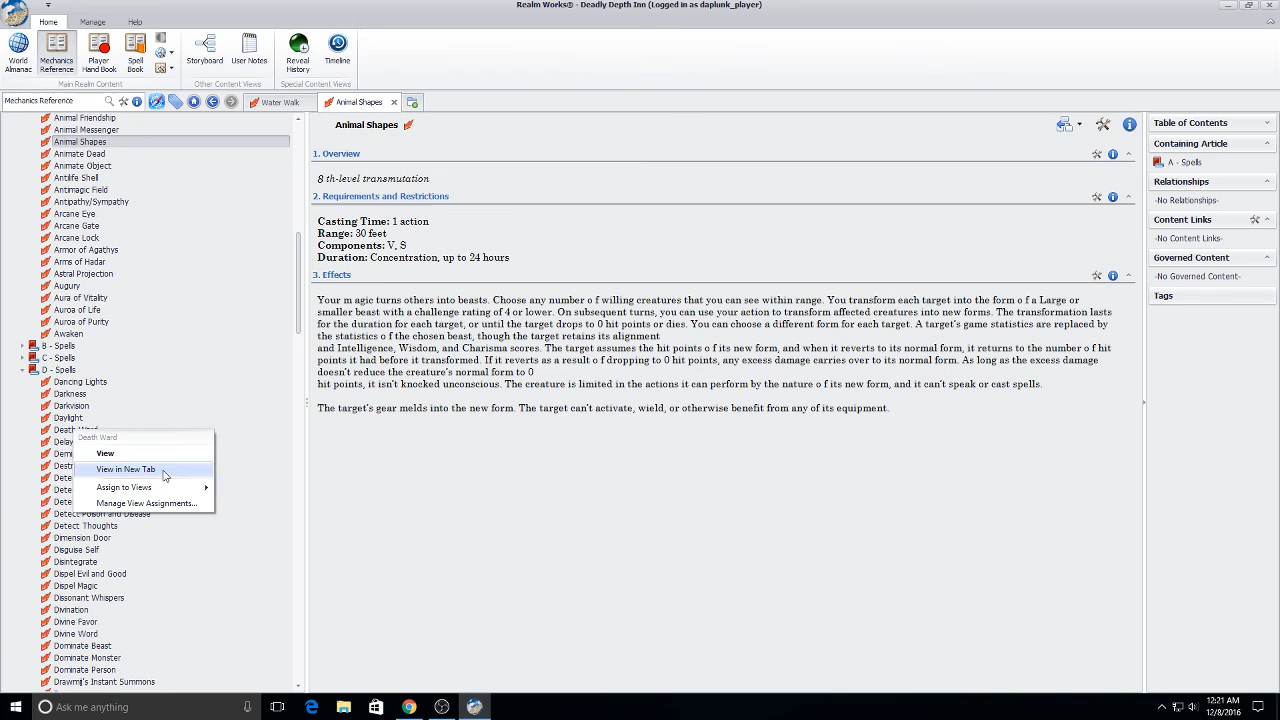 Realm Works® - Deadly Depth Inn (Logged in as daplunk_player)
Home
Manage
Help
World Almanac
Mechanics Reference
Player Hand Book
Spell Book
Storyboard
User Notes
Reveal History
Timeline
Main Realm Content
Other Content Views
Special Content Views
Mechanics Reference
Water Walk
Animal Shapes
Animal Friendship
Animal Messenger
Animal Shapes
Animate Dead
Animate Object
Antilife Shell
Antimagic Field
Antipathy/Sympathy
Arcane Eye
Arcane Gate
Arcane Lock
Armor of Agathys
Arms of Hadar
Astral Projection
Augury
Aura of Vitality
Auroa of Life
Auroa of Purity
Awaken
B - Spells
C - Spells
D - Spells
Dancing Lights
Darkness
Darkvision
Daylight
Death Ward
Delay
Demi
Destr
Dete
Dete
Dete
Detect Poison and Disease
Detect Thoughts
Dimension Door
Disguise Self
Disintegrate
Dispel Evil and Good
Dispel Magic
Dissonant Whispers
Divination
Divine Favor
Divine Word
Dominate Beast
Dominate Monster
Dominate Person
Drawmij's Instant Summons
Death Ward
View
View in New Tab
Assign to Views
Manage View Assignments...
Animal Shapes
1. Overview
8 th-level transmutation
2. Requirements and Restrictions
Casting Time: 1 action
Range: 30 feet
Components: V, S
Duration: Concentration, up to 24 hours
3. Effects
Your m agic turns others into beasts. Choose any number o f willing creatures that you can see within range. You transform each target into the form o f a Large or
smaller beast with a challenge rating of 4 or lower. On subsequent turns, you can use your action to transform affected creatures into new forms. The transformation lasts
for the duration for each target, or until the target drops to 0 hit points or dies. You can choose a different form for each target. A target's game statistics are replaced by
the statistics o f the chosen beast, though the target retains its alignment
and Intelligence, Wisdom, and Charisma scores. The target assumes the hit points o f its new form, and when it reverts to its normal form, it returns to the number o f hit
points it had before it transformed. If it reverts as a result o f dropping to 0 hit points, any excess damage carries over to its normal form. As long as the excess damage
doesn't reduce the creature's normal form to 0
hit points, it isn't knocked unconscious. The creature is limited in the actions it can perform by the nature o f its new form, and it can't speak or cast spells.
The target's gear melds into the new form. The target can't activate, wield, or otherwise benefit from any of its equipment.
Table of Contents
Containing Article
A - Spells
Relationships
-No Relationships-
Content Links
-No Content Links-
Governed Content
-No Governed Content-
Tags
Ask me anything
12:21 AM
12/8/2016